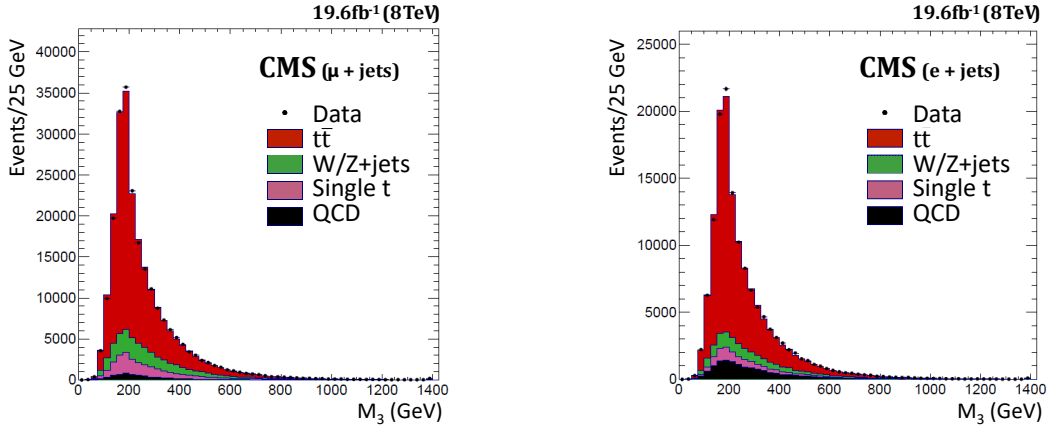 19.6fb⁻¹ (8TeV)
CMS (μ + jets)
Data
tt̄
W/Z+jets
Single t
QCD
Events/25 GeV
40000
35000
30000
25000
20000
15000
10000
5000
0
0 200 400 600 800 1000 1200 1400
M₃ (GeV)
19.6fb⁻¹ (8TeV)
CMS (e + jets)
Data
tt
W/Z+jets
Single t
QCD
Events/25 GeV
25000
20000
15000
10000
5000
0
0 200 400 600 800 1000 1200 1400
M₃ (GeV)